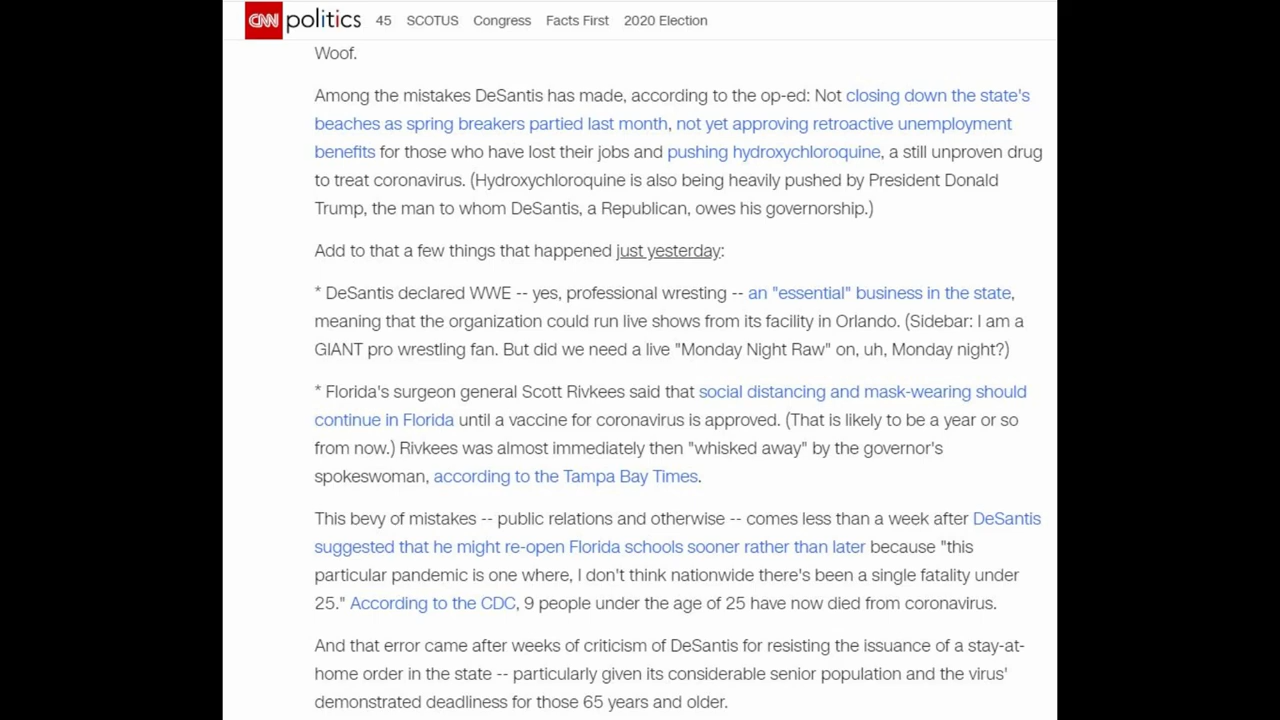 CNN politics 45 SCOTUS Congress Facts First 2020 Election
Woof.
Among the mistakes DeSantis has made, according to the op-ed: Not closing down the state's
beaches as spring breakers partied last month, not yet approving retroactive unemployment
benefits for those who have lost their jobs and pushing hydroxychloroquine, a still unproven drug
to treat coronavirus. (Hydroxychloroquine is also being heavily pushed by President Donald
Trump, the man to whom DeSantis, a Republican, owes his governorship.)
Add to that a few things that happened just yesterday:
* DeSantis declared WWE -- yes, professional wresting -- an "essential" business in the state,
meaning that the organization could run live shows from its facility in Orlando. (Sidebar: I am a
GIANT pro wrestling fan. But did we need a live "Monday Night Raw" on, uh, Monday night?)
* Florida's surgeon general Scott Rivkees said that social distancing and mask-wearing should
continue in Florida until a vaccine for coronavirus is approved. (That is likely to be a year or so
from now.) Rivkees was almost immediately then "whisked away" by the governor's
spokeswoman, according to the Tampa Bay Times.
This bevy of mistakes -- public relations and otherwise -- comes less than a week after DeSantis
suggested that he might re-open Florida schools sooner rather than later because "this
particular pandemic is one where, I don't think nationwide there's been a single fatality under
25." According to the CDC, 9 people under the age of 25 have now died from coronavirus.
And that error came after weeks of criticism of DeSantis for resisting the issuance of a stay-at-
home order in the state -- particularly given its considerable senior population and the virus'
demonstrated deadliness for those 65 years and older.